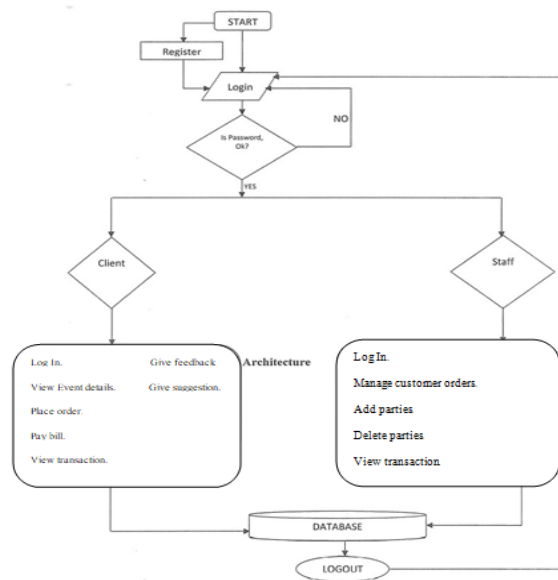 START
Register
Login
NO
Is Password,
Ok?
YES
Client
Staff
Architecture
Log In.
Give feedback
View Event details.
Give suggestion.
Place order.
Pay bill.
View transaction.
Log In.
Manage customer orders.
Add parties
Delete parties
View transaction
DATABASE
LOGOUT